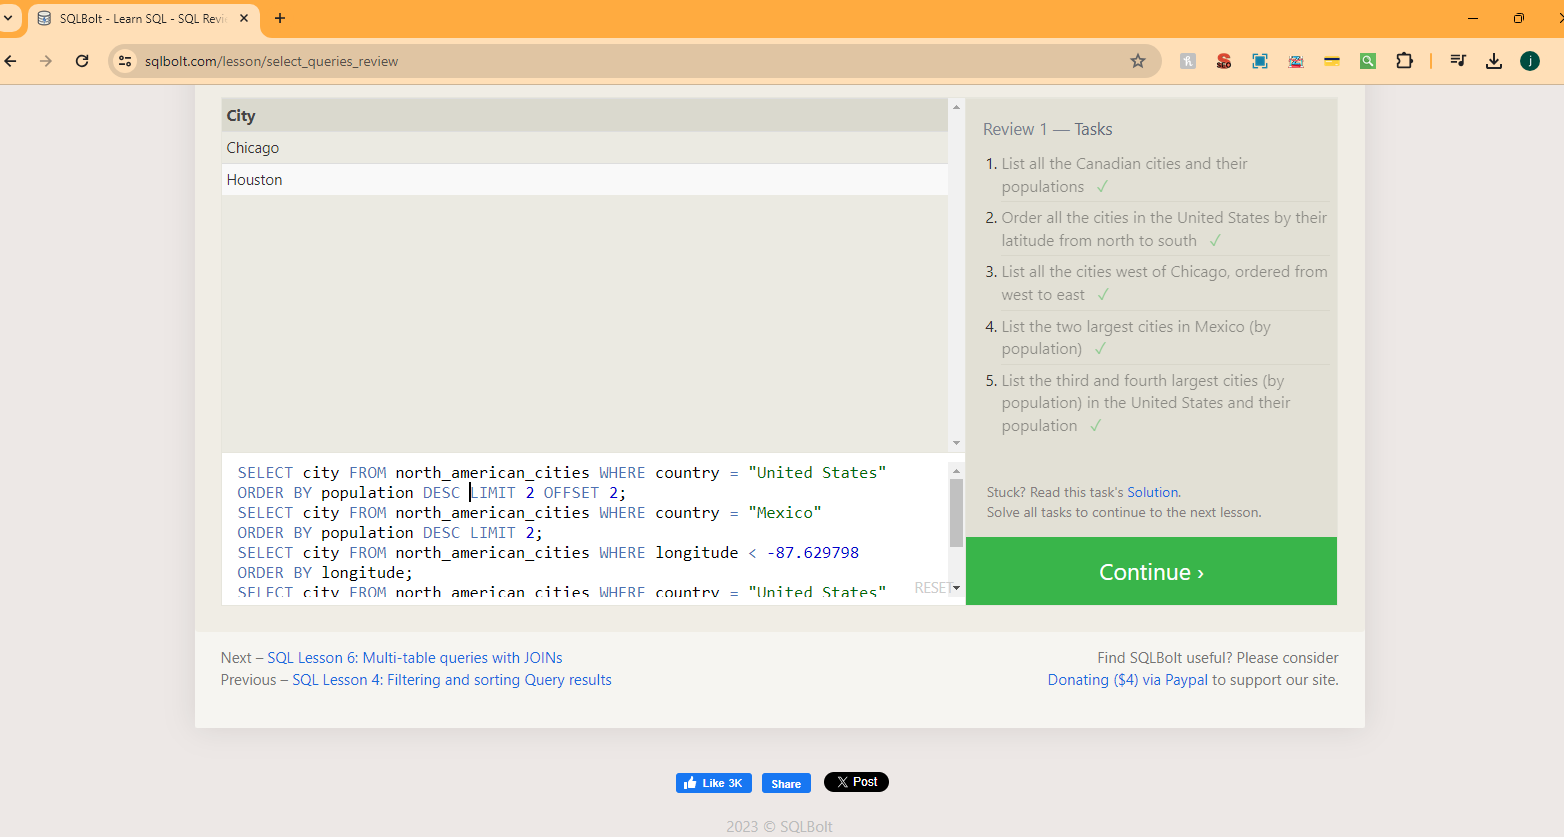 SQLBolt - Learn SQL - SQL Revi
sqlbolt.com/lesson/select_queries_review
SEO
j
City
Chicago
Houston
Review 1 — Tasks
1. List all the Canadian cities and their
populations ✓
2. Order all the cities in the United States by their
latitude from north to south ✓
3. List all the cities west of Chicago, ordered from
west to east ✓
4. List the two largest cities in Mexico (by
population) ✓
5. List the third and fourth largest cities (by
population) in the United States and their
population ✓
SELECT city FROM north_american_cities WHERE country = "United States"
ORDER BY population DESC LIMIT 2 OFFSET 2;
SELECT city FROM north_american_cities WHERE country = "Mexico"
ORDER BY population DESC LIMIT 2;
SELECT city FROM north_american_cities WHERE longitude < -87.629798
ORDER BY longitude;
SELECT city FROM north_american_cities WHERE country = "United States"
RESET
Stuck? Read this task's Solution.
Solve all tasks to continue to the next lesson.
Continue ›
Next – SQL Lesson 6: Multi-table queries with JOINs
Previous – SQL Lesson 4: Filtering and sorting Query results
Find SQLBolt useful? Please consider
Donating ($4) via Paypal to support our site.
Like 3K
Share
X Post
2023 © SQLBolt